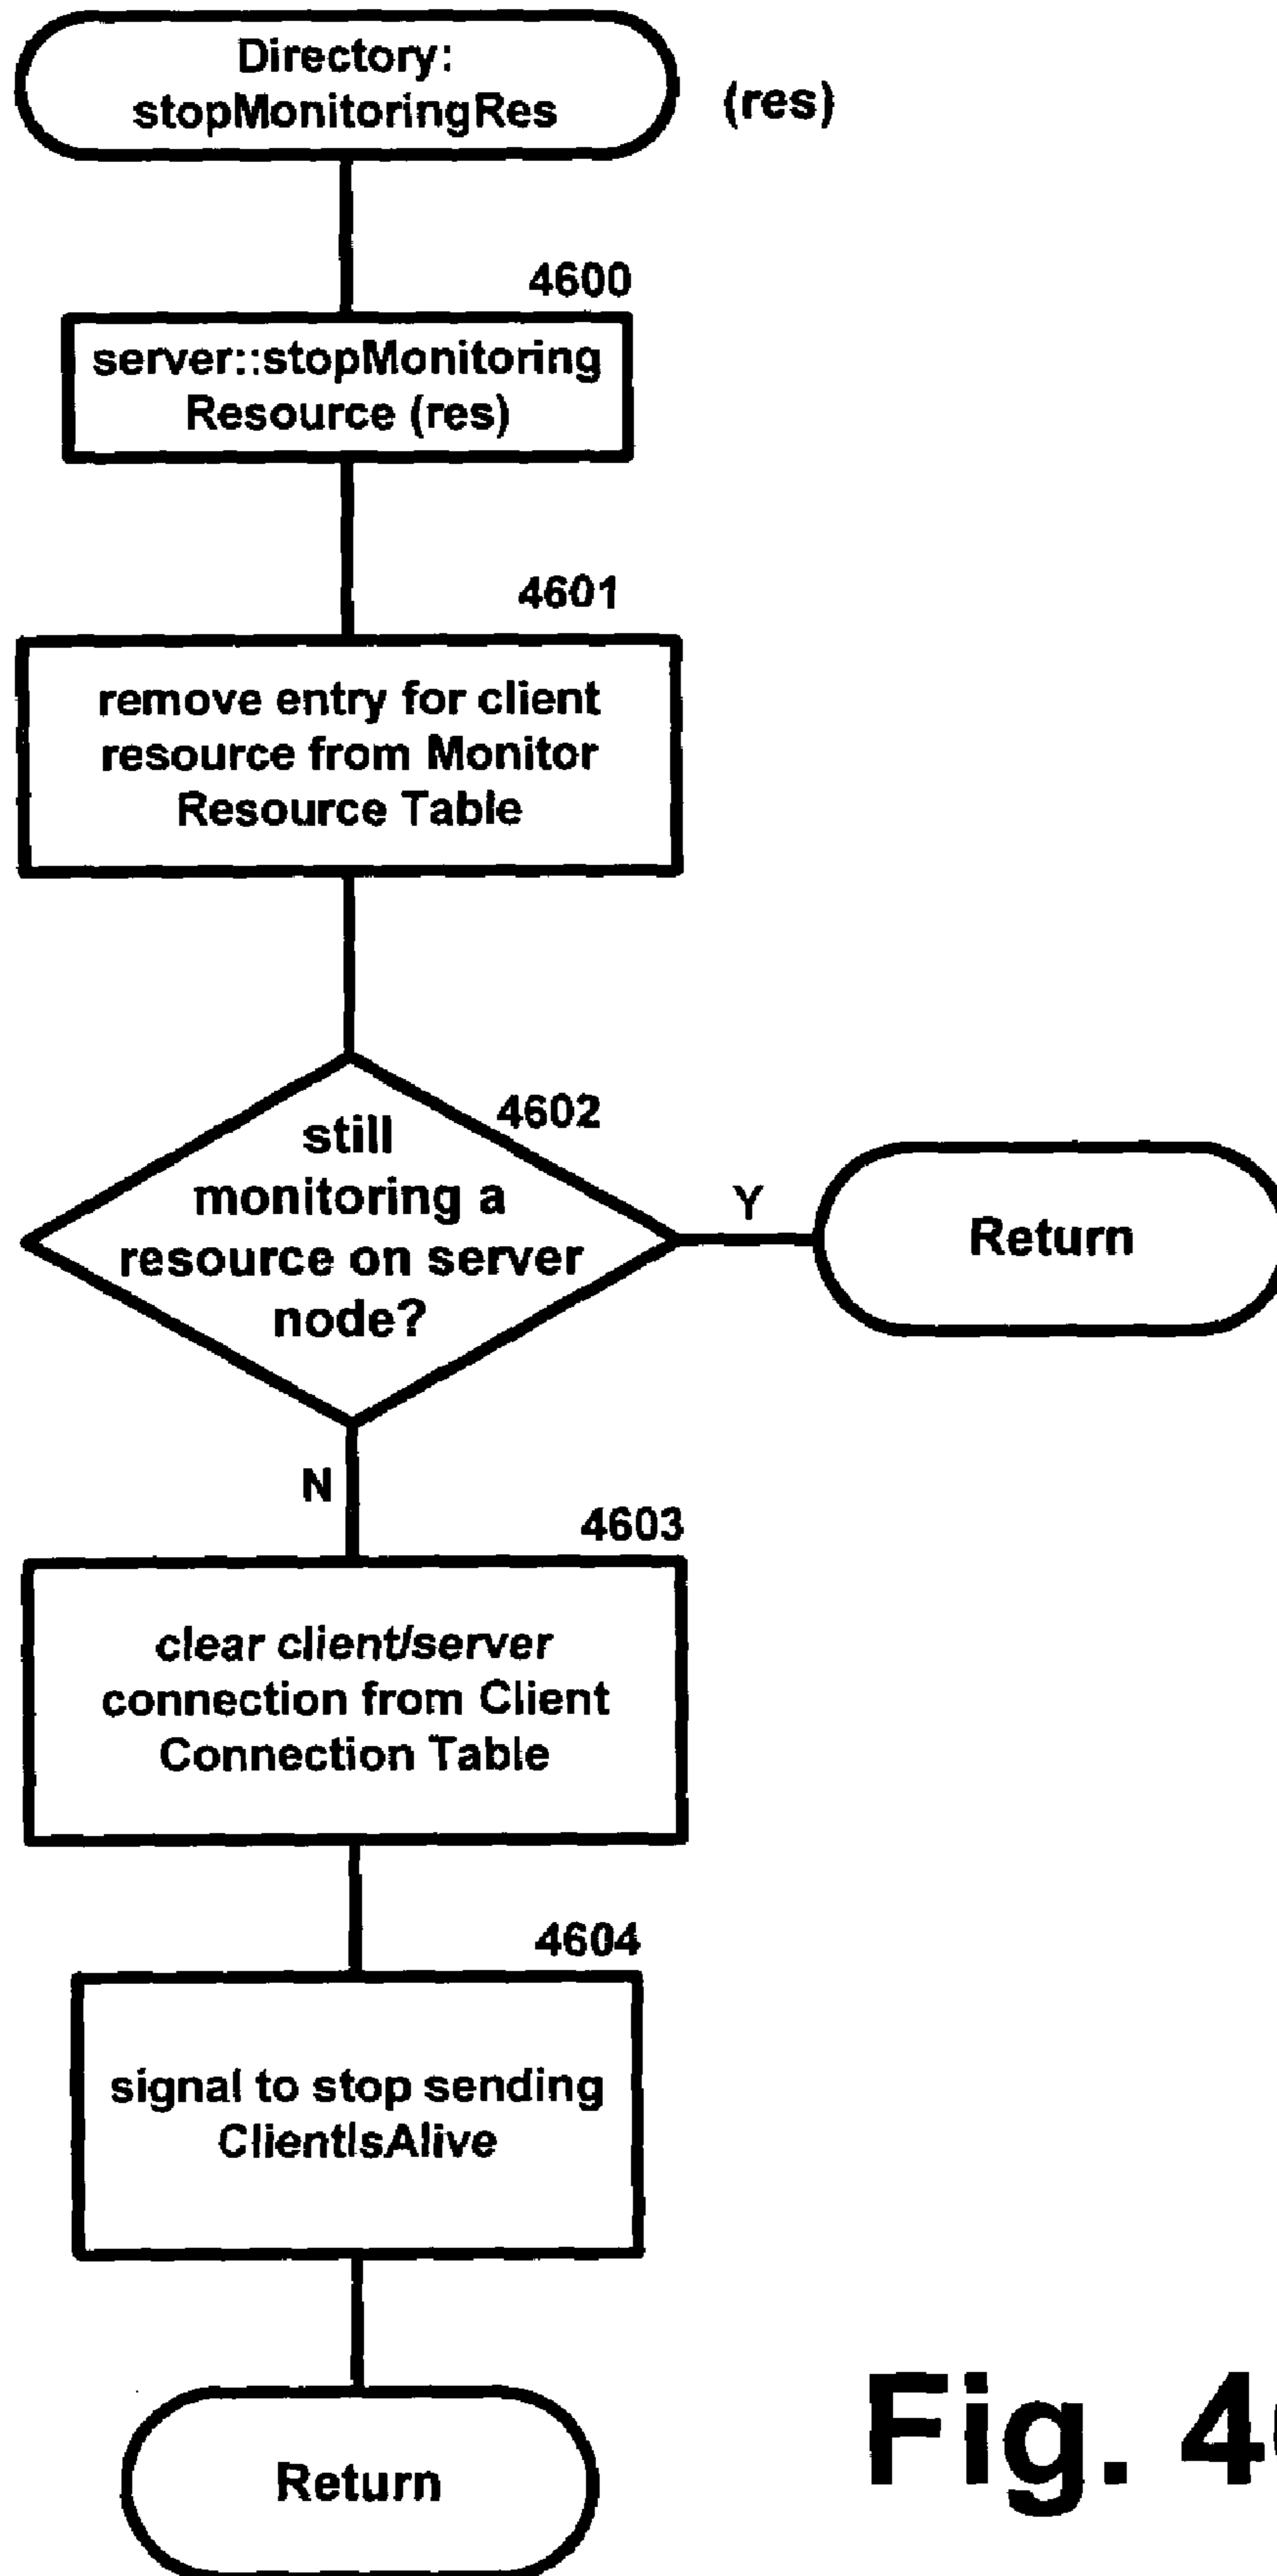 Directory:
stopMonitoringRes
(res)
4600
server::stopMonitoring
Resource (res)
4601
remove entry for client
resource from Monitor
Resource Table
4602
still
monitoring a
resource on server
node?
Y
Return
N
4603
clear client/server
connection from Client
Connection Table
4604
signal to stop sending
ClientIsAlive
Return
Fig.